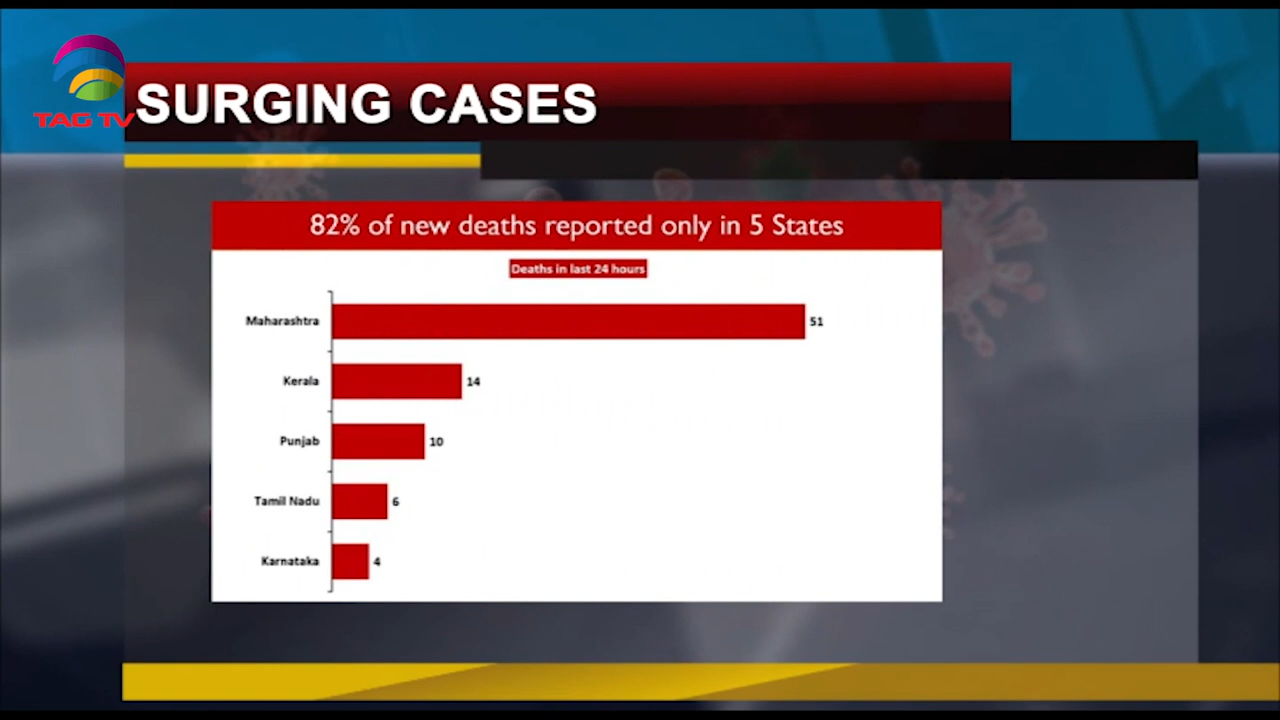 TAG TV
SURGING CASES
82% of new deaths reported only in 5 States
Deaths in last 24 hours
Maharashtra 51
Kerala 14
Punjab 10
Tamil Nadu 6
Karnataka 4